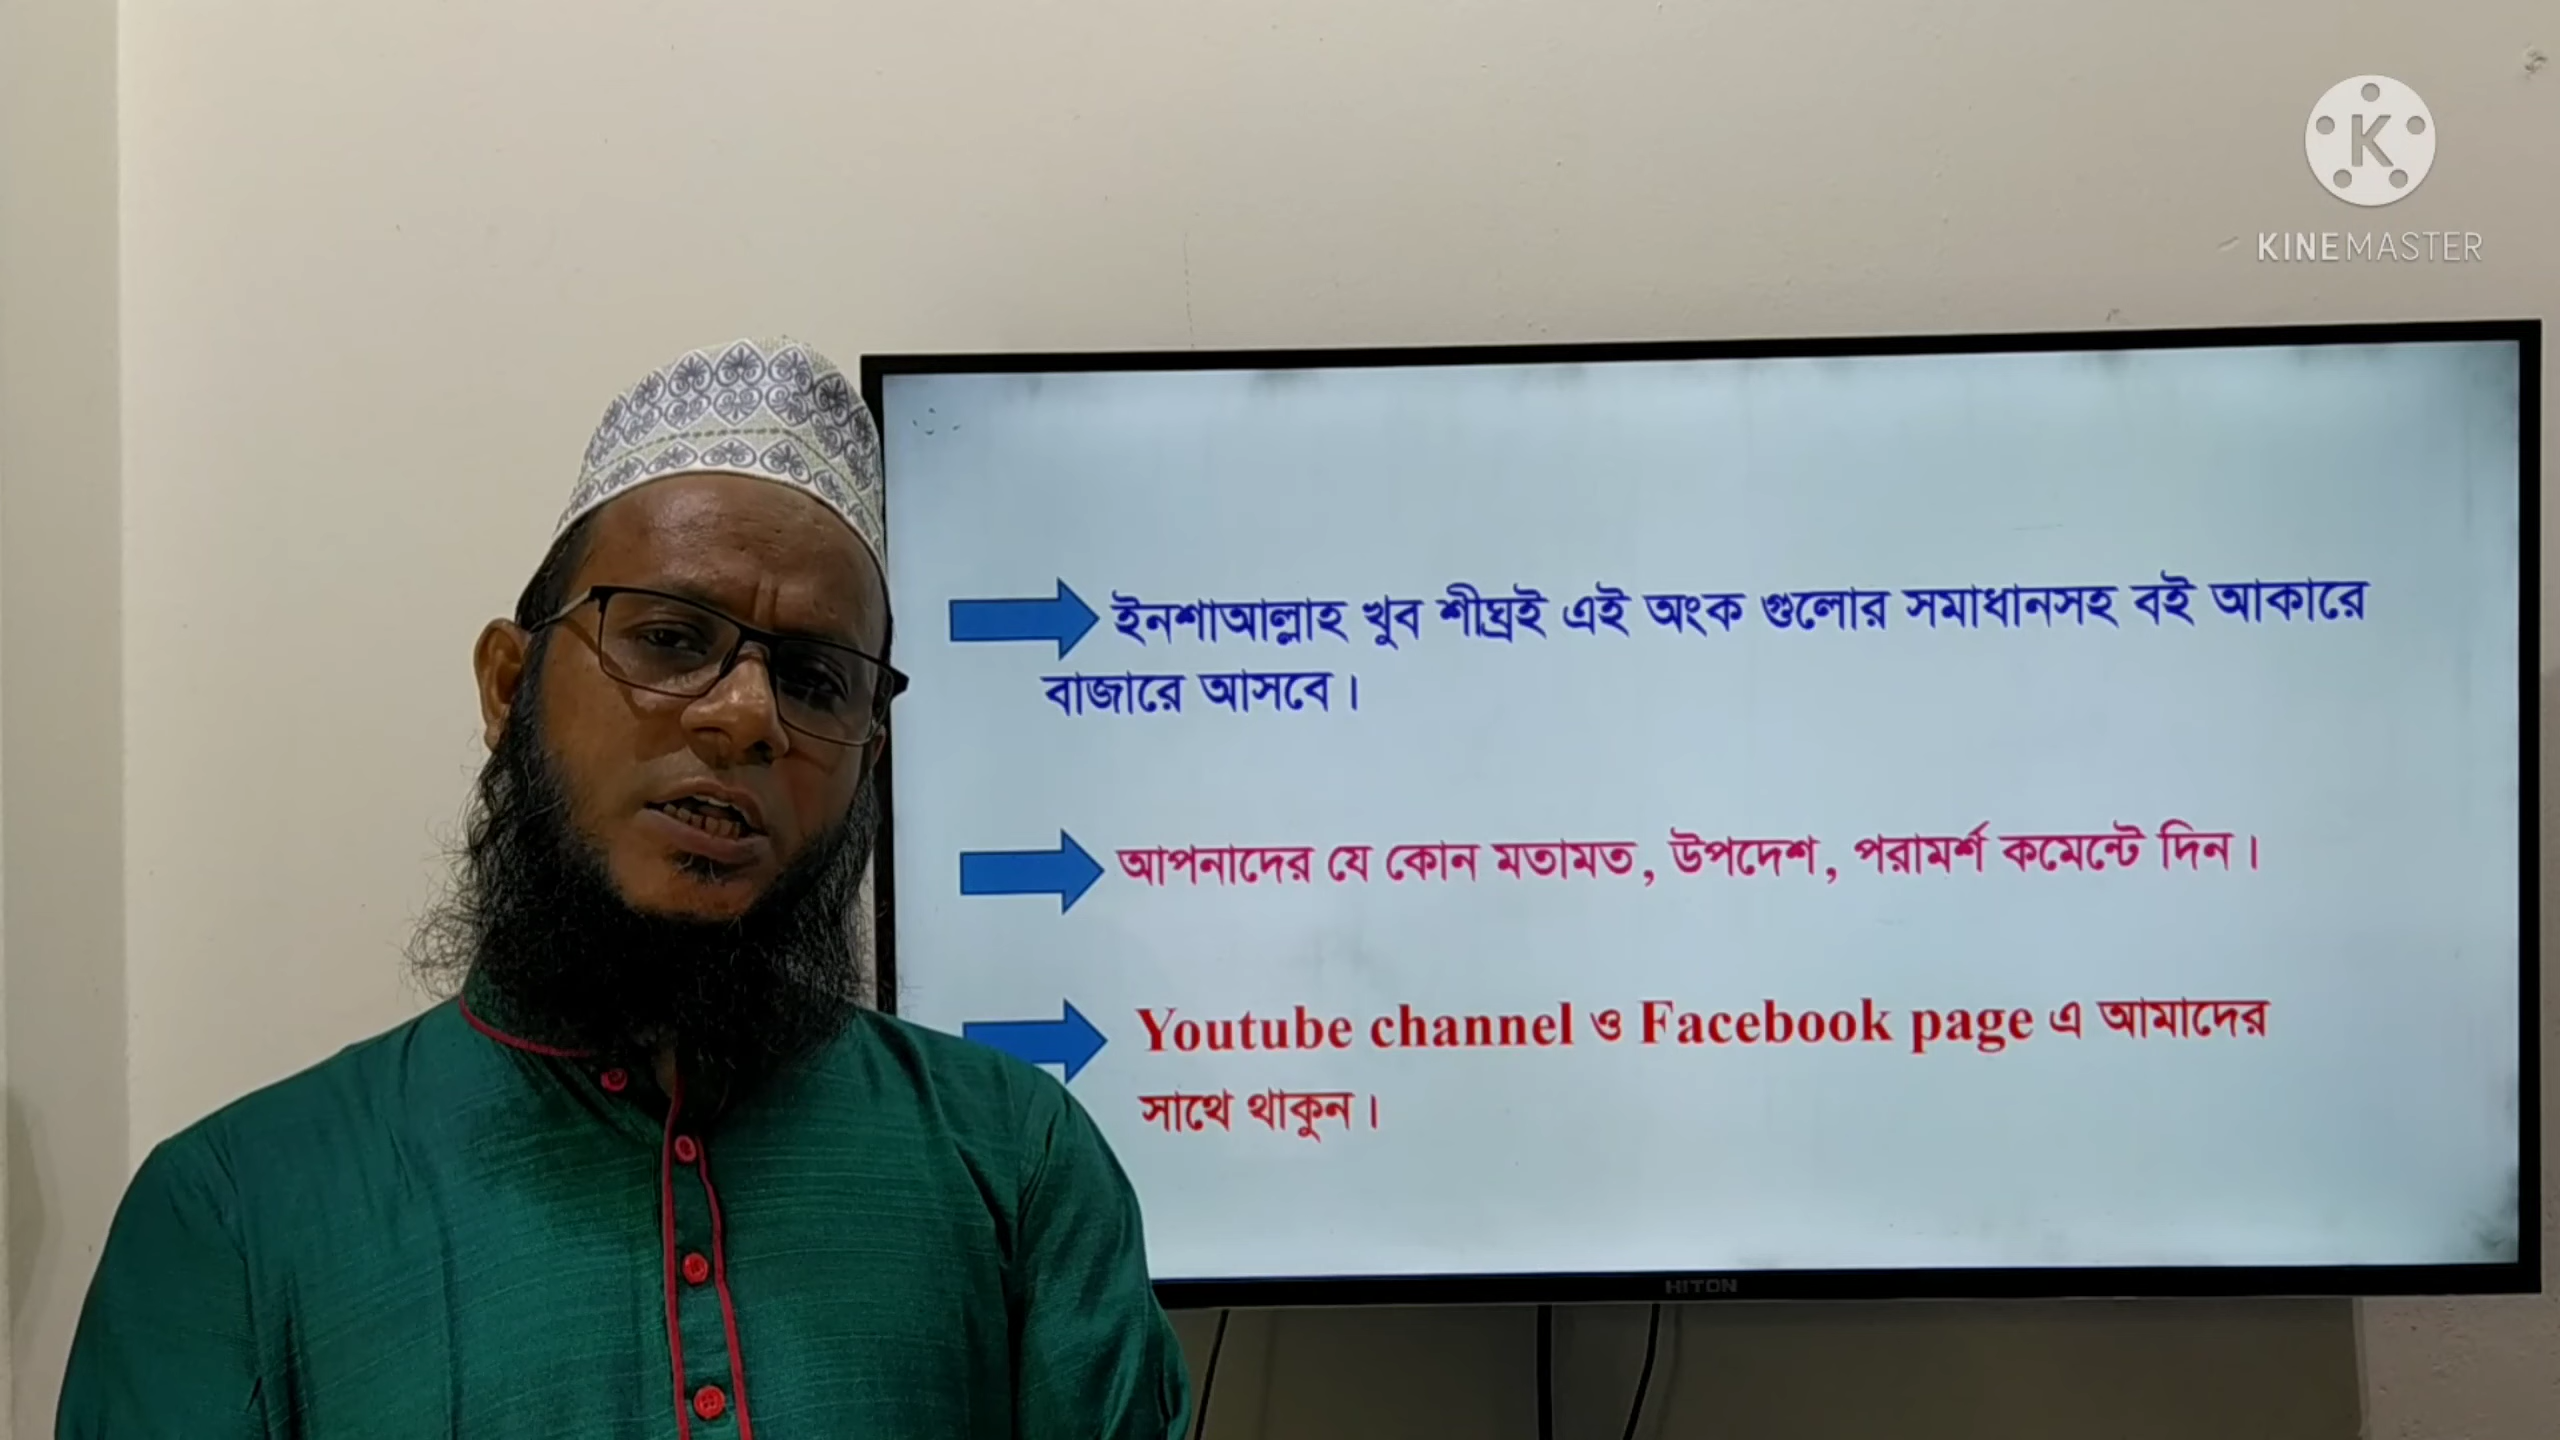 K
KINEMASTER
ইনশাআল্লাহ খুব শীঘ্রই এই অংক গুলোর সমাধানসহ বই আকারে
বাজারে আসবে।
আপনাদের যে কোন মতামত, উপদেশ, পরামর্শ কমেন্টে দিন।
Youtube channel ও Facebook page এ আমাদের
সাথে থাকুন।
HITON